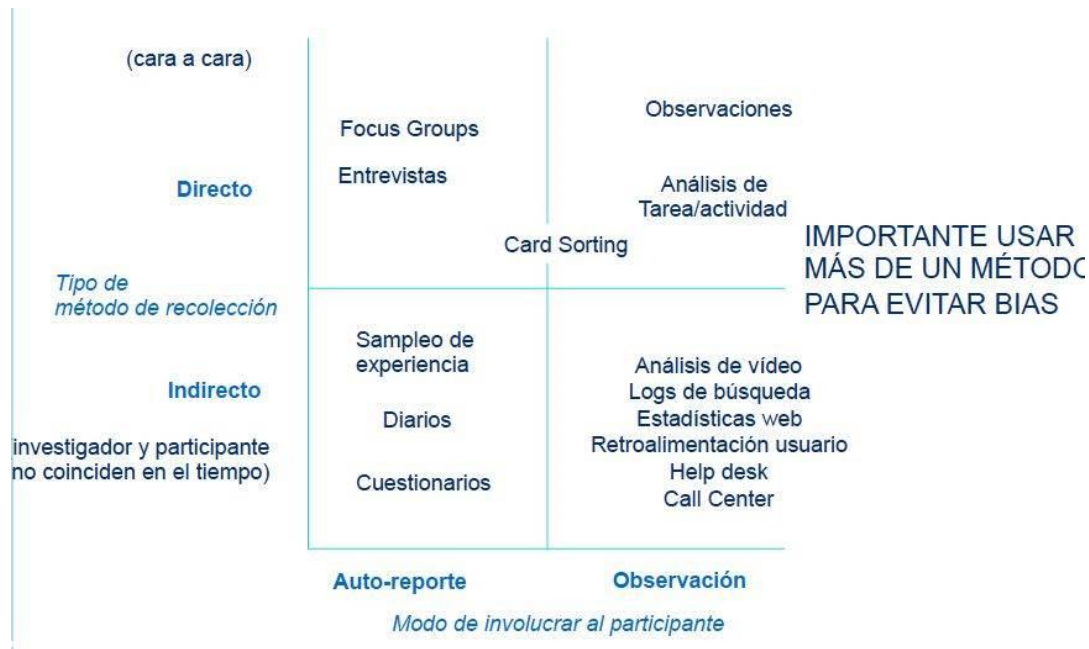 (cara a cara)
Focus Groups
Observaciones
Directo
Entrevistas
Análisis de
Tarea/actividad
Card Sorting
IMPORTANTE USAR
MÁS DE UN MÉTODO
PARA EVITAR BIAS
Tipo de
método de recolección
Sampleo de
experiencia
Indirecto
Diarios
Análisis de vídeo
Logs de búsqueda
Estadísticas web
Retroalimentación usuario
Help desk
Call Center
investigador y participante
no coinciden en el tiempo)
Cuestionarios
Auto-reporte
Observación
Modo de involucrar al participante